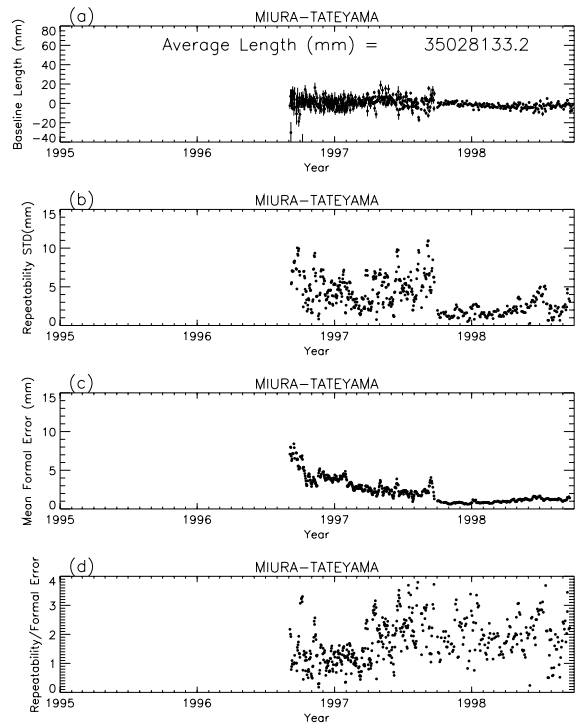 (a) MIURA-TATEYAMA
80
60
40
20
0
-20
-40
Baseline Length (mm)
Average Length (mm) = 35028133.2
1995 1996 1997 1998
Year
(b) MIURA-TATEYAMA
15
10
5
0
Repeatability STD(mm)
1995 1996 1997 1998
Year
(c) MIURA-TATEYAMA
15
10
5
0
Mean Formal Error (mm)
1995 1996 1997 1998
Year
(d) MIURA-TATEYAMA
4
3
2
1
0
Repeatability/Formal Error
1995 1996 1997 1998
Year